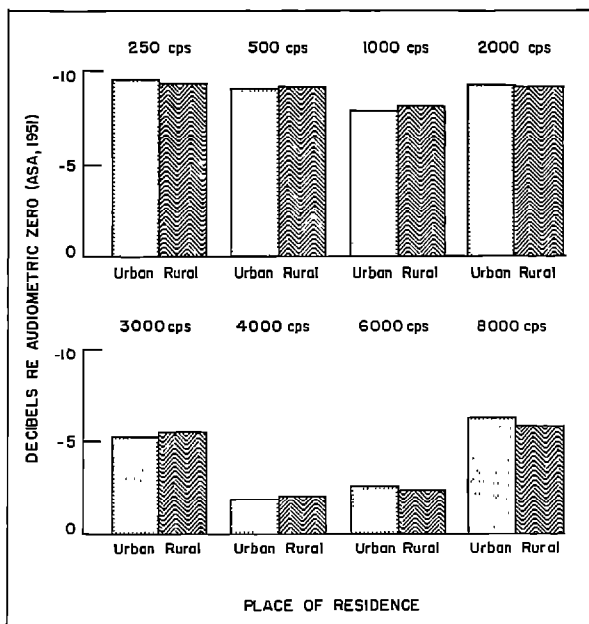 250 cps 500 cps 1000 cps 2000 cps
-10
-5
0
Urban Rural Urban Rural Urban Rural Urban Rural
3000 cps 4000 cps 6000 cps 8000 cps
-10
-5
0
Urban Rural Urban Rural Urban Rural Urban Rural
DECIBELS RE AUDIOMETRIC ZERO (ASA, 1951)
PLACE OF RESIDENCE